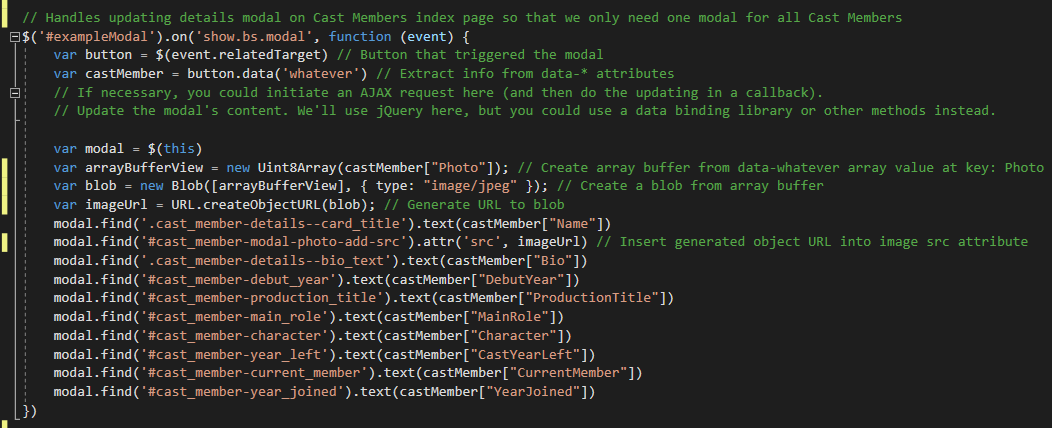 // Handles updating details modal on Cast Members index page so that we only need one modal for all Cast Members
$('#exampleModal').on('show.bs.modal', function (event) {
    var button = $(event.relatedTarget) // Button that triggered the modal
    var castMember = button.data('whatever') // Extract info from data-* attributes
    // If necessary, you could initiate an AJAX request here (and then do the updating in a callback).
    // Update the modal's content. We'll use jQuery here, but you could use a data binding library or other methods instead.
    var modal = $(this)
    var arrayBufferView = new Uint8Array(castMember["Photo"]); // Create array buffer from data-whatever array value at key: Photo
    var blob = new Blob([arrayBufferView], { type: "image/jpeg" }); // Create a blob from array buffer
    var imageUrl = URL.createObjectURL(blob); // Generate URL to blob
    modal.find('.cast_member-details--card_title').text(castMember["Name"])
    modal.find('#cast_member-modal-photo-add-src').attr('src', imageUrl) // Insert generated object URL into image src attribute
    modal.find('.cast_member-details--bio_text').text(castMember["Bio"])
    modal.find('#cast_member-debut_year').text(castMember["DebutYear"])
    modal.find('#cast_member-production_title').text(castMember["ProductionTitle"])
    modal.find('#cast_member-main_role').text(castMember["MainRole"])
    modal.find('#cast_member-character').text(castMember["Character"])
    modal.find('#cast_member-year_left').text(castMember["CastYearLeft"])
    modal.find('#cast_member-current_member').text(castMember["CurrentMember"])
    modal.find('#cast_member-year_joined').text(castMember["YearJoined"])
})